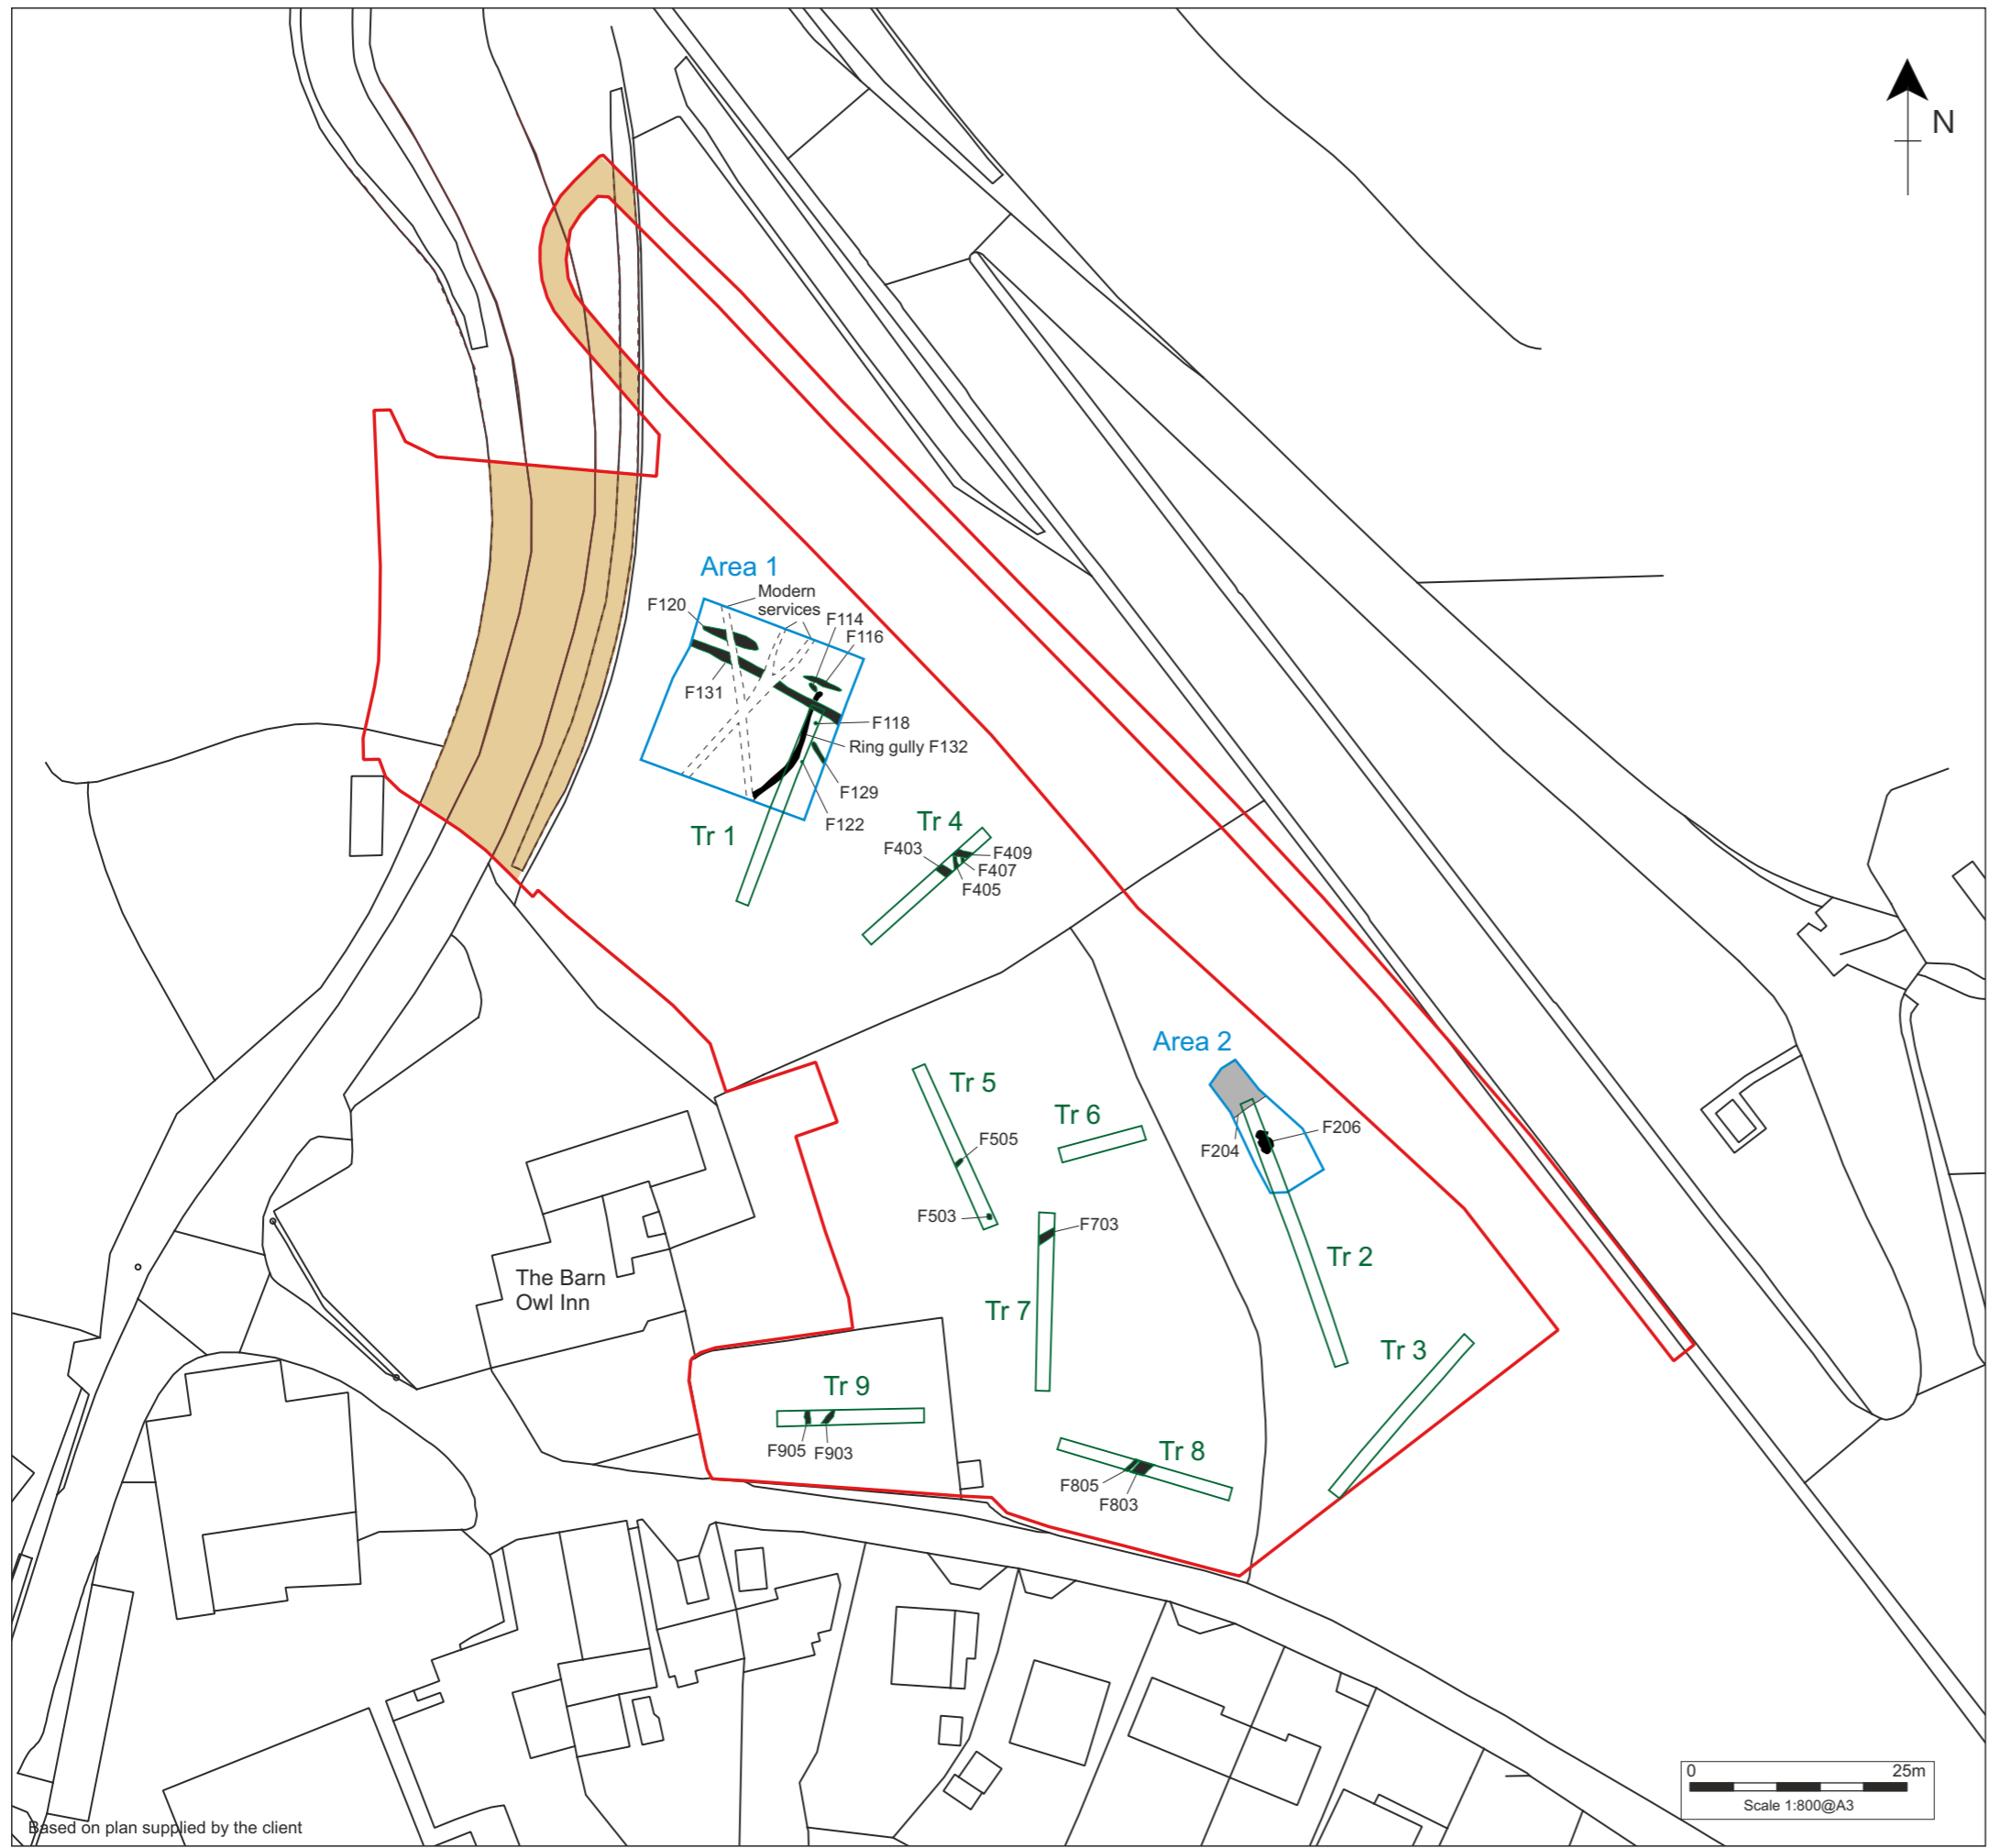 N
Area 1
Modern
services
F120
F114
F116
F131
F118
Ring gully F132
F129
F122
Tr 1
Tr 4
F403
F409
F407
F405
Area 2
Tr 5
Tr 6
F505
F204
F206
F503
F703
Tr 2
The Barn
Owl Inn
Tr 7
Tr 3
Tr 9
F905
F903
Tr 8
F805
F803
0
25m
Scale 1:800@A3
Based on plan supplied by the client